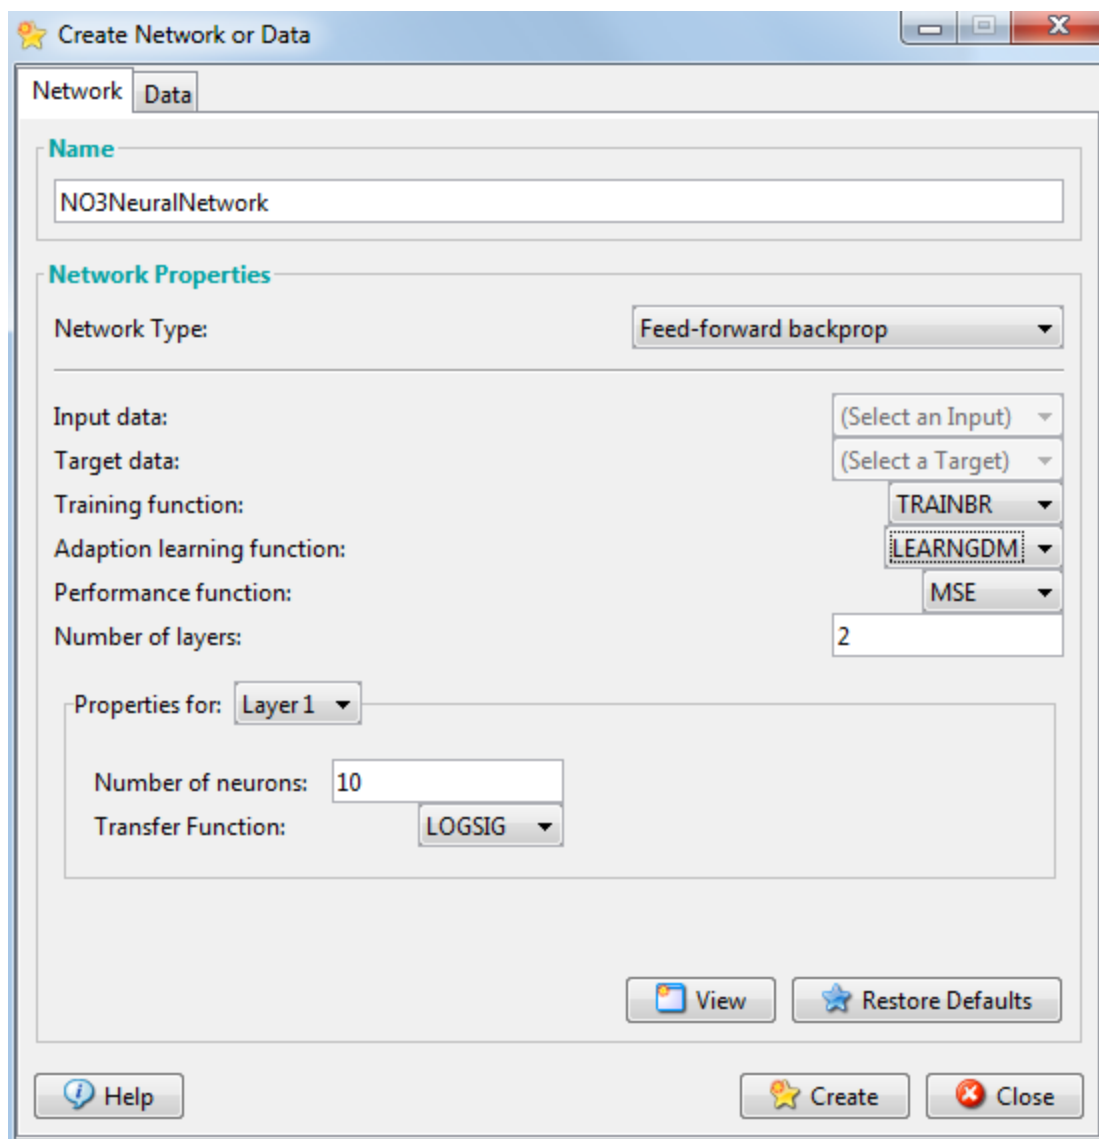 Create Network or Data
Network Data
Name
NO3NeuralNetwork
Network Properties
Network Type: Feed-forward backprop
Input data: (Select an Input)
Target data: (Select a Target)
Training function: TRAINBR
Adaption learning function: LEARNGDM
Performance function: MSE
Number of layers: 2
Properties for: Layer 1
Number of neurons: 10
Transfer Function: LOGSIG
View Restore Defaults
Help Create Close